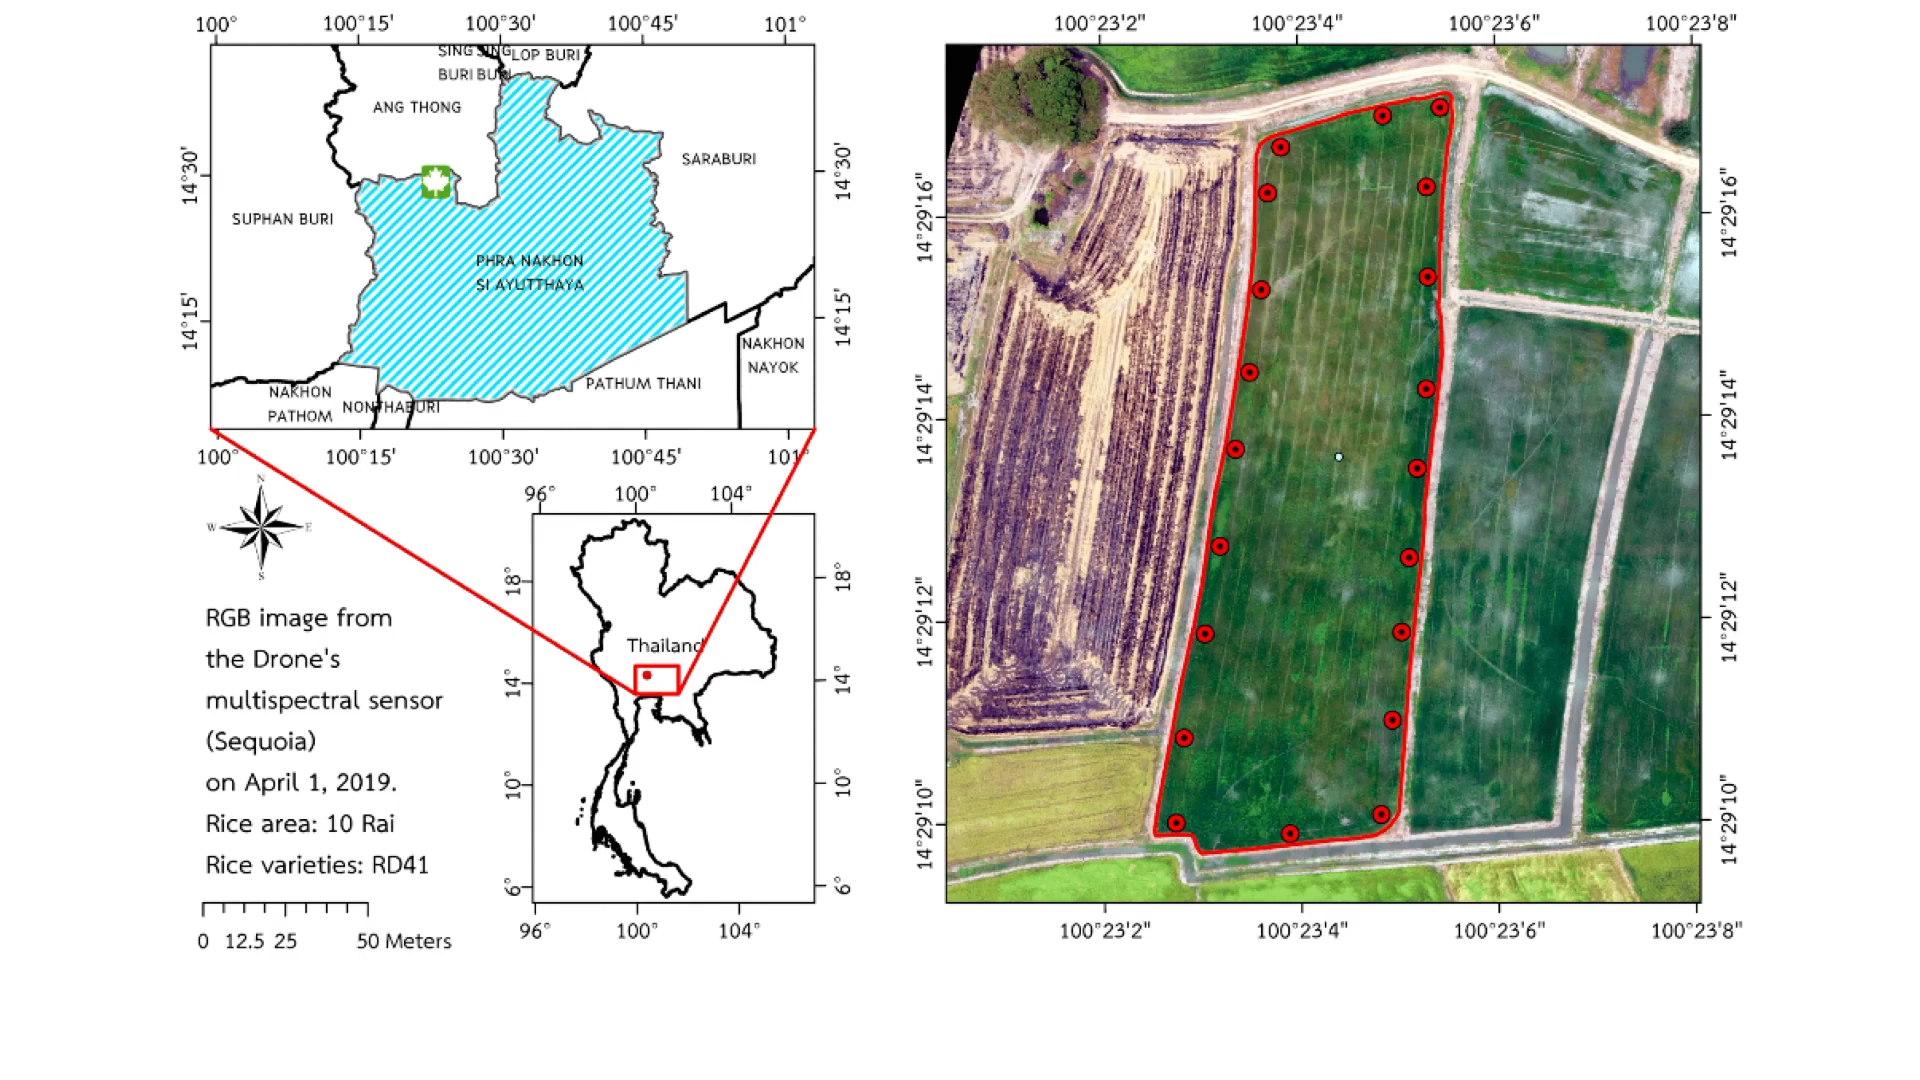 100° 100°15' 100°30' 100°45' 101°
SING SING LOP BURI
BURI BURI
ANG THONG
SARABURI
14°30' 14°30'
SUPHAN BURI
PHRA NAKHON
SI AYUTTHAYA
14°15' 14°15'
NAKHON
NAYOK
PATHUM THANI
NAKHON
PATHOM
NONTHABURI
100° 100°15' 100°30' 100°45' 101°
N
W E
S
RGB image from
the Drone's
multispectral sensor
(Sequoia)
on April 1, 2019.
Rice area: 10 Rai
Rice varieties: RD41
0 12.5 25 50 Meters
96° 100° 104°
18° 18°
Thailand
14° 14°
10° 10°
6° 6°
96° 100° 104°
100°23'2" 100°23'4" 100°23'6" 100°23'8"
14°29'16" 14°29'16"
14°29'14" 14°29'14"
14°29'12" 14°29'12"
14°29'10" 14°29'10"
100°23'2" 100°23'4" 100°23'6" 100°23'8"